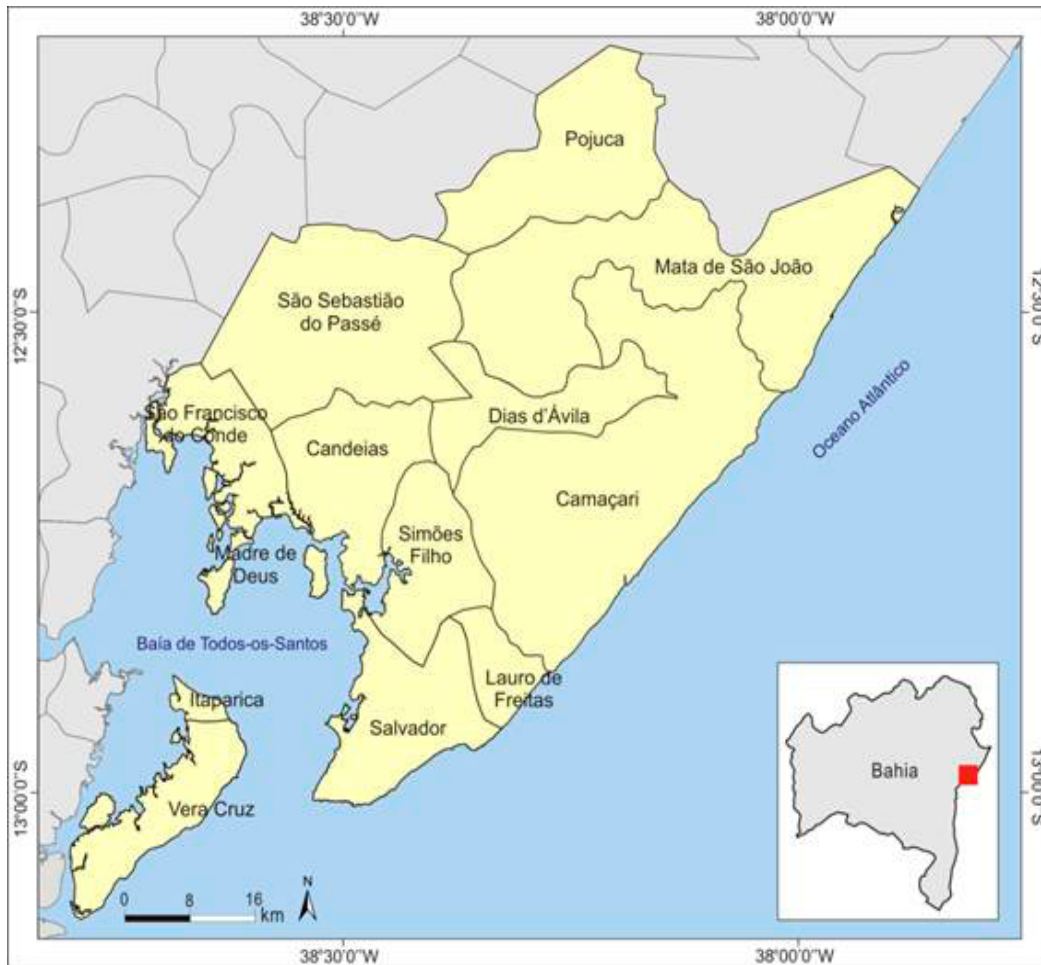 38°30'0"W
38°00'0"W
Pojuca
Mata de São João
São Sebastião
do Passé
12°30'0"S
12°30'0"S
Oceano Atlântico
São Francisco
do Conde
Dias d'Ávila
Candeias
Camaçari
Simões
Filho
Madre de
Deus
Baía de Todos-os-Santos
Lauro de
Freitas
Itaparica
Salvador
Bahia
13°00'0"S
13°00'0"S
Vera Cruz
N
0 8 16
km
38°30'0"W
38°00'0"W